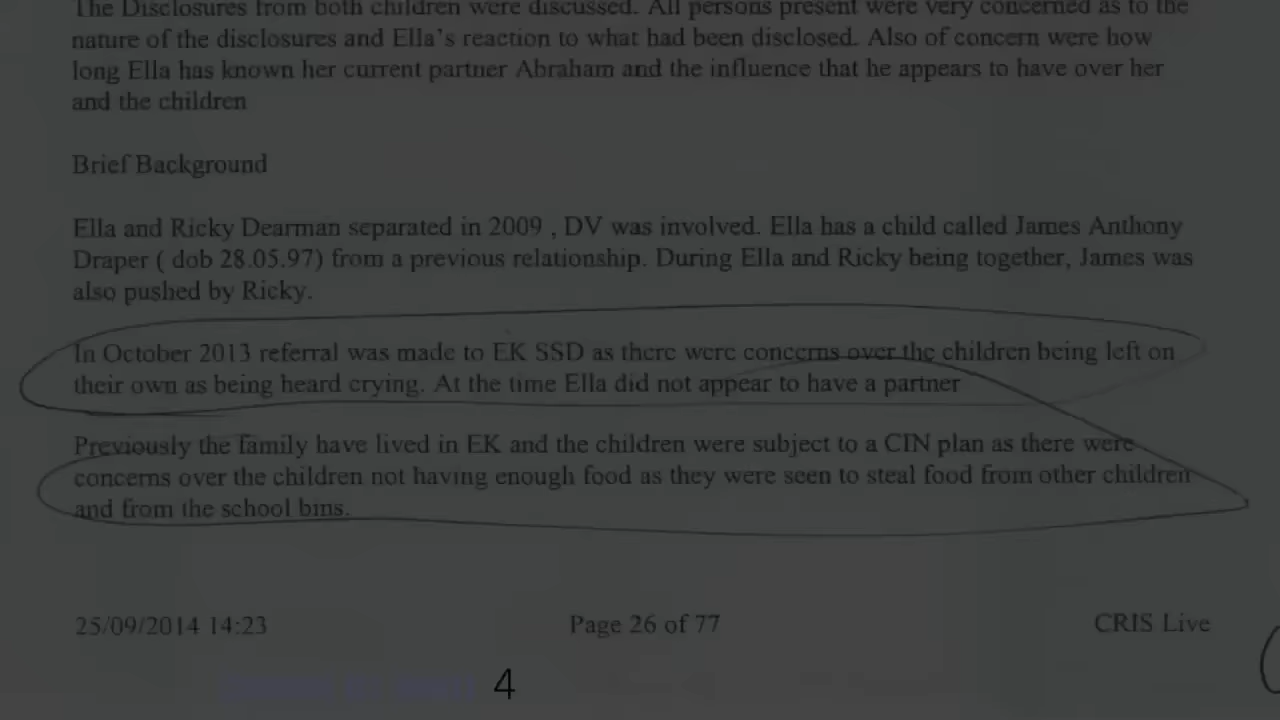 The Disclosures from both children were discussed. All persons present were very concerned as to the
nature of the disclosures and Ella's reaction to what had been disclosed. Also of concern were how
long Ella has known her current partner Abraham and the influence that he appears to have over her
and the children
Brief Background
Ella and Ricky Dearman separated in 2009 , DV was involved. Ella has a child called James Anthony
Draper ( dob 28.05.97) from a previous relationship. During Ella and Ricky being together, James was
also pushed by Ricky.
In October 2013 referral was made to EK SSD as there were concerns over the children being left on
their own as being heard crying. At the time Ella did not appear to have a partner
Previously the family have lived in EK and the children were subject to a CIN plan as there were
concerns over the children not having enough food as they were seen to steal food from other children
and from the school bins.
25/09/2014 14:23 Page 26 of 77 CRIS Live
4